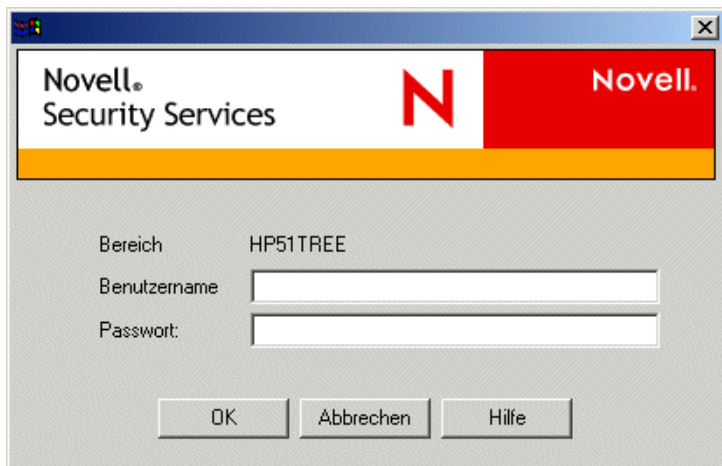 Novell®
Security Services
N
Novell.
Bereich HP51TREE
Benutzername
Passwort:
OK Abbrechen Hilfe